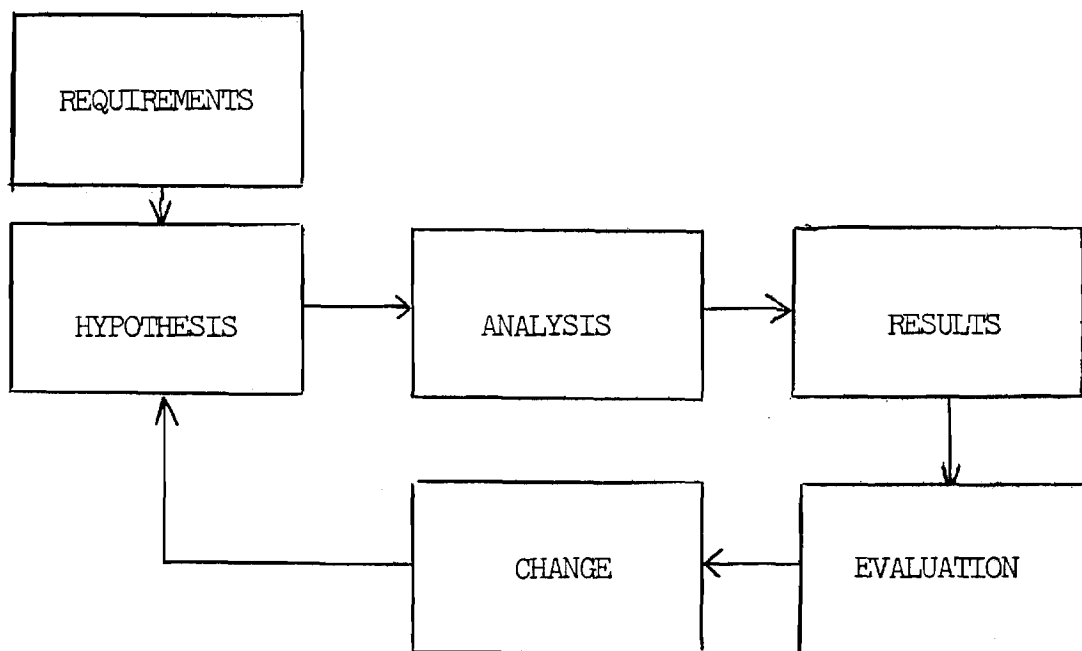 REQUIREMENTS
HYPOTHESIS
ANALYSIS
RESULTS
CHANGE
EVALUATION